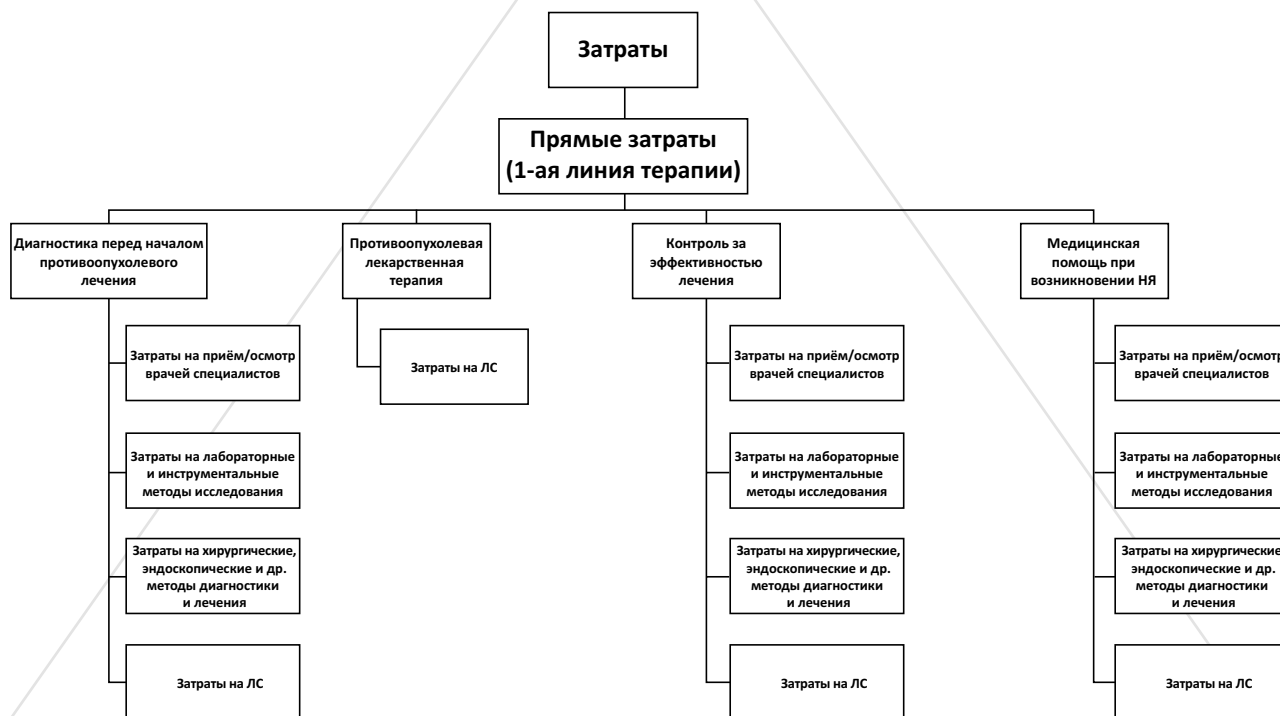 Затраты
Прямые затраты
(1-ая линия терапии)
Диагностика перед началом
противоопухолевого
лечения
Противоопухолевая
лекарственная
терапия
Контроль за
эффективностью
лечения
Медицинская
помощь при
возникновении НЯ
Затраты на приём/осмотр
врачей специалистов
Затраты на лабораторные
и инструментальные
методы исследования
Затраты на хирургические,
эндоскопические и др.
методы диагностики
и лечения
Затраты на ЛС
Затраты на ЛС
Затраты на приём/осмотр
врачей специалистов
Затраты на лабораторные
и инструментальные
методы исследования
Затраты на хирургические,
эндоскопические и др.
методы диагностики
и лечения
Затраты на ЛС
Затраты на приём/осмотр
врачей специалистов
Затраты на лабораторные
и инструментальные
методы исследования
Затраты на хирургические
эндоскопические и др.
методы диагностики
и лечения
Затраты на ЛС